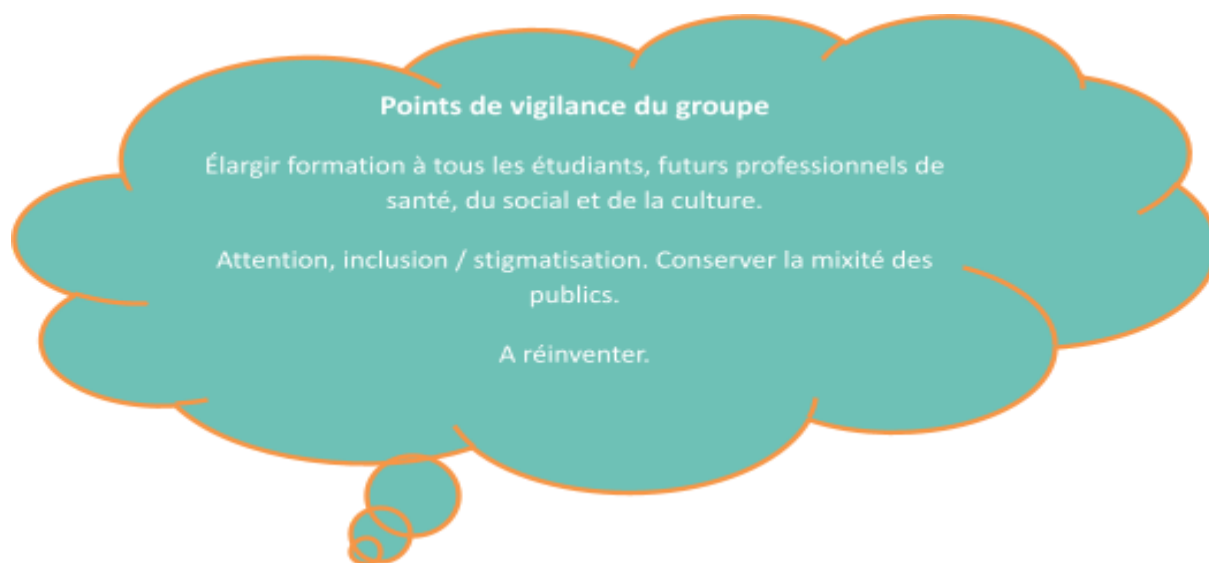 Points de vigilance du groupe
Élargir formation à tous les étudiants, futurs professionnels de
santé, du social et de la culture.
Attention, inclusion / stigmatisation. Conserver la mixité des
publics.
A réinventer.